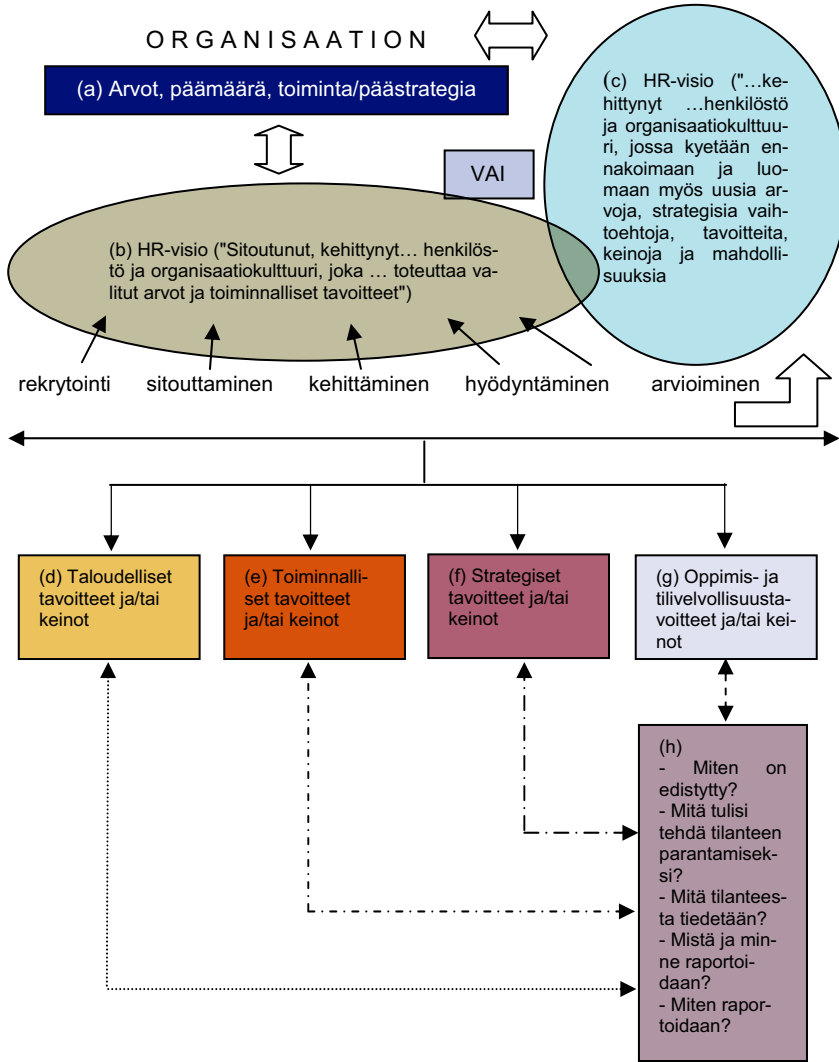 ORGANISAATION
(a) Arvot, päämäärä, toiminta/päästrategia
(c) HR-visio ("...ke-
hittynyt ...henkilöstö
ja organisaatiokulttuu-
ri, jossa kyetään en-
nakoimaan ja luo-
maan myös uusia ar-
voja, strategisia vaih-
toehtoja, tavoitteita,
keinoja ja mahdolli-
suuksia
VAI
(b) HR-visio ("Sitoutunut, kehittynyt... henkilös-
tö ja organisaatiokulttuuri, joka ... toteuttaa va-
litut arvot ja toiminnalliset tavoitteet")
rekrytointi sitouttaminen kehittäminen hyödyntäminen arvioiminen
(d) Taloudelliset
tavoitteet ja/tai
keinot
(e) Toiminnalli-
set tavoitteet
ja/tai keinot
(f) Strategiset
tavoitteet ja/tai
keinot
(g) Oppimis- ja
tilivelvollisuusta-
voitteet ja/tai kei-
not
(h)
- Miten on
edistytty?
- Mitä tulisi
tehdä tilanteen
parantamisek-
si?
- Mitä tilantees-
ta tiedetään?
- Mistä ja min-
ne raportoi-
daan?
- Miten rapor-
toidaan?